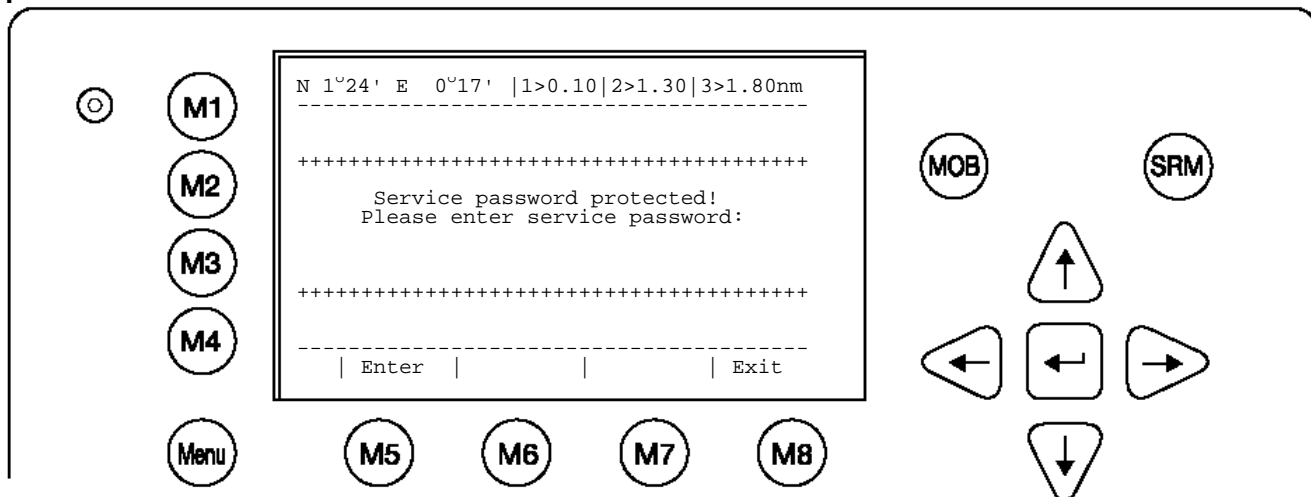 M1
M2
M3
M4
Menu
N 1°24' E 0°17' |1>0.10|2>1.30|3>1.80nm
----------------------------------------
++++++++++++++++++++++++++++++++++++++++
Service password protected!
Please enter service password:
++++++++++++++++++++++++++++++++++++++++
----------------------------------------
| Enter | | | Exit
M5 M6 M7 M8
MOB SRM